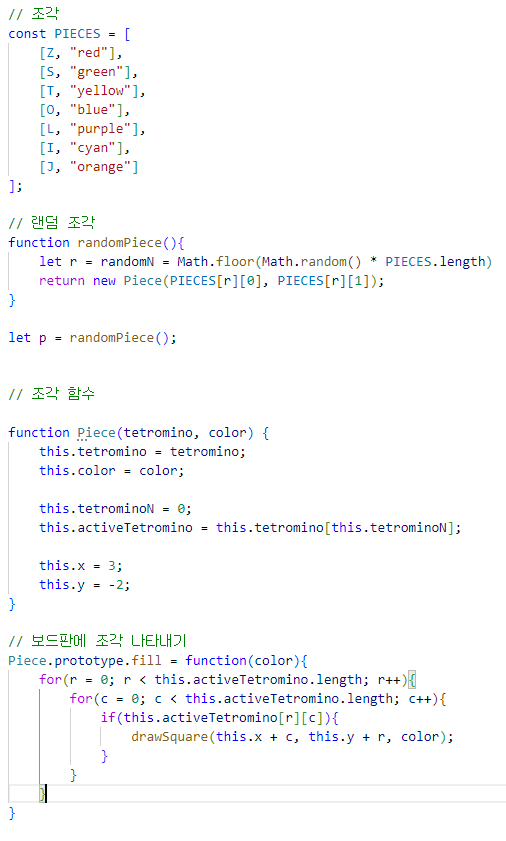 // 조각
const PIECES = [
    [Z, "red"],
    [S, "green"],
    [T, "yellow"],
    [O, "blue"],
    [L, "purple"],
    [I, "cyan"],
    [J, "orange"]
];

// 랜덤 조각
function randomPiece(){
    let r = randomN = Math.floor(Math.random() * PIECES.length)
    return new Piece(PIECES[r][0], PIECES[r][1]);
}

let p = randomPiece();


// 조각 함수

function Piece(tetromino, color) {
    this.tetromino = tetromino;
    this.color = color;

    this.tetrominoN = 0;
    this.activeTetromino = this.tetromino[this.tetrominoN];

    this.x = 3;
    this.y = -2;
}

// 보드판에 조각 나타내기
Piece.prototype.fill = function(color){
    for(r = 0; r < this.activeTetromino.length; r++){
        for(c = 0; c < this.activeTetromino.length; c++){
            if(this.activeTetromino[r][c]){
                drawSquare(this.x + c, this.y + r, color);
            }
        }
    }
}